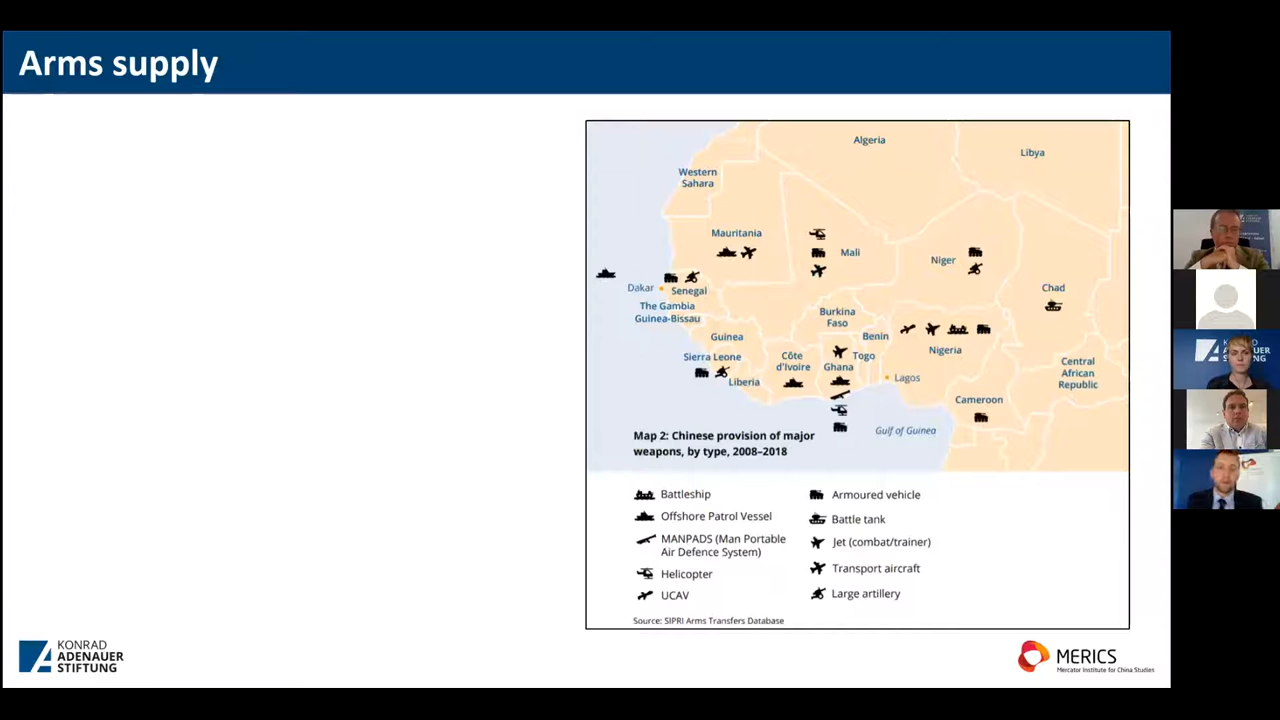 Arms supply
Algeria
Libya
Western
Sahara
Mauritania
Mali
Niger
Chad
Dakar
Senegal
The Gambia
Guinea-Bissau
Burkina
Faso
Guinea
Benin
Nigeria
Sierra Leone
Côte
d'Ivoire
Togo
Ghana
Central
African
Republic
Liberia
Lagos
Cameroon
Gulf of Guinea
Map 2: Chinese provision of major
weapons, by type, 2008–2018
Battleship
Offshore Patrol Vessel
MANPADS (Man Portable
Air Defence System)
Helicopter
UCAV
Armoured vehicle
Battle tank
Jet (combat/trainer)
Transport aircraft
Large artillery
Source: SIPRI Arms Transfers Database
KONRAD
ADENAUER
STIFTUNG
MERICS
Mercator Institute for China Studies
KONRAD
ADENAUER
STIFTUNG